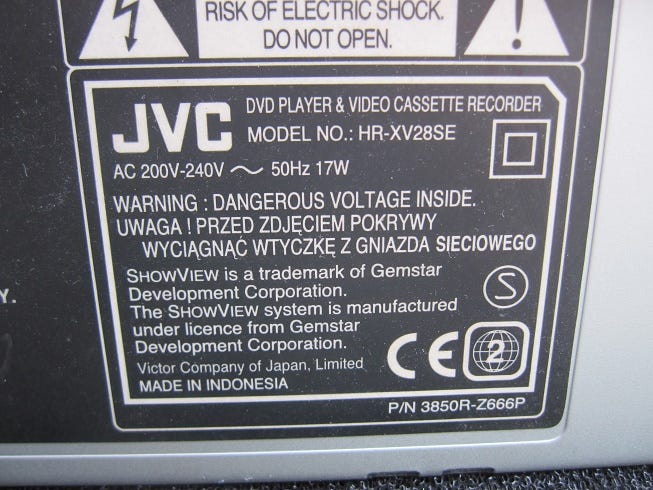 RISK OF ELECTRIC SHOCK.
DO NOT OPEN.
!
JVC
DVD PLAYER & VIDEO CASSETTE RECORDER
MODEL NO.: HR-XV28SE
AC 200V-240V ～ 50Hz 17W
WARNING : DANGEROUS VOLTAGE INSIDE.
UWAGA ! PRZED ZDJĘCIEM POKRYWY
WYCIĄGNĄĆ WTYCZKĘ Z GNIAZDA SIECIOWEGO
SHOWVIEW is a trademark of Gemstar
Development Corporation.
The SHOWVIEW system is manufactured
under licence from Gemstar
Development Corporation.
S
Y.
CE
2
Victor Company of Japan, Limited
MADE IN INDONESIA
P/N 3850R-Z666P